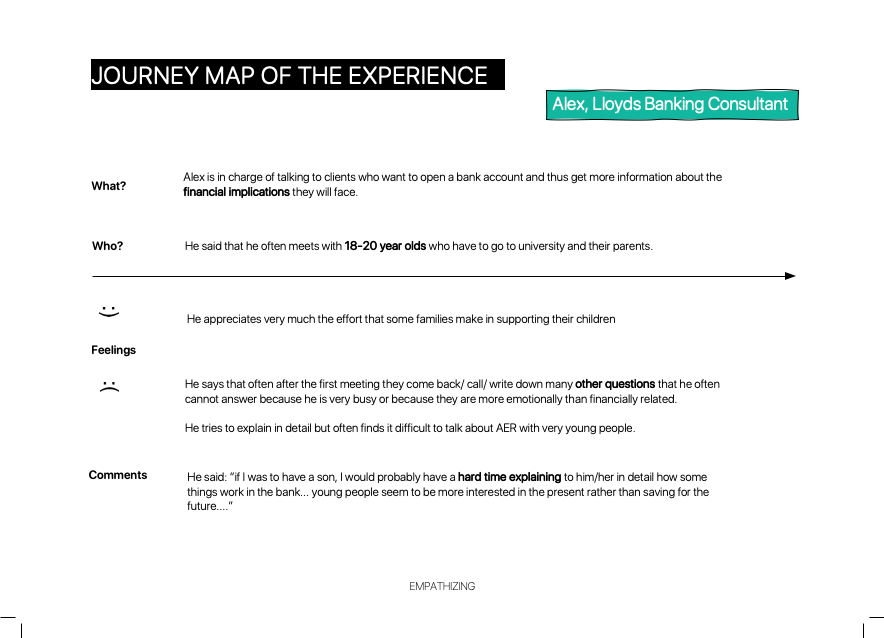 JOURNEY MAP OF THE EXPERIENCE
Alex, Lloyds Banking Consultant
What?
Alex is in charge of talking to clients who want to open a bank account and thus get more information about the
financial implications they will face.
Who?
He said that he often meets with 18-20 year olds who have to go to university and their parents.
He appreciates very much the effort that some families make in supporting their children
Feelings
He says that often after the first meeting they come back/ call/ write down many other questions that he often
cannot answer because he is very busy or because they are more emotionally than financially related.
He tries to explain in detail but often finds it difficult to talk about AER with very young people.
Comments
He said: “if I was to have a son, I would probably have a hard time explaining to him/her in detail how some
things work in the bank... young people seem to be more interested in the present rather than saving for the
future....”
EMPATHIZING